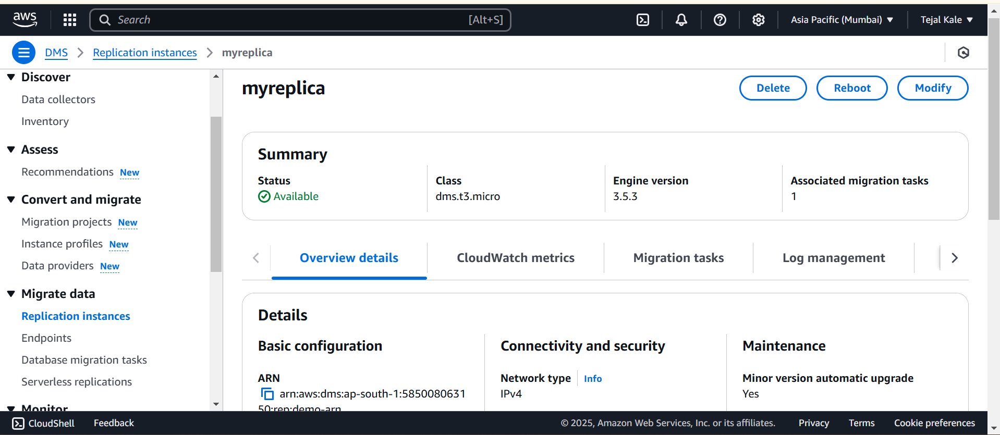 aws
Search [Alt+S]
Asia Pacific (Mumbai)
Tejal Kale
DMS
Replication instances
myreplica
Discover
Data collectors
Inventory
Assess
Recommendations New
Convert and migrate
Migration projects New
Instance profiles New
Data providers New
Migrate data
Replication instances
Endpoints
Database migration tasks
Serverless replications
Monitor
myreplica
Delete
Reboot
Modify
Summary
Status
Available
Class
dms.t3.micro
Engine version
3.5.3
Associated migration tasks
1
Overview details
CloudWatch metrics
Migration tasks
Log management
Details
Basic configuration
ARN
arn:aws:dms:ap-south-1:5850080631
50:rep:demo-arn
Connectivity and security
Network type Info
IPv4
Maintenance
Minor version automatic upgrade
Yes
CloudShell
Feedback
© 2025, Amazon Web Services, Inc. or its affiliates.
Privacy
Terms
Cookie preferences